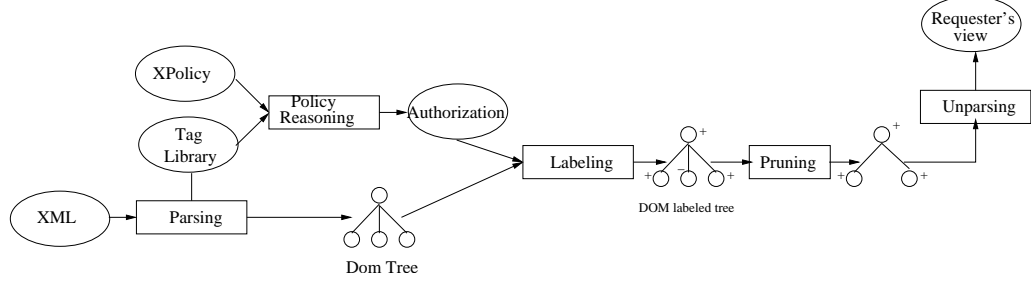 Requester's
view
XPolicy
Policy
Reasoning
Authorization
Unparsing
Tag
Library
Labeling
+
+
-
+
Pruning
+
+
+
DOM labeled tree
XML
Parsing
Dom Tree